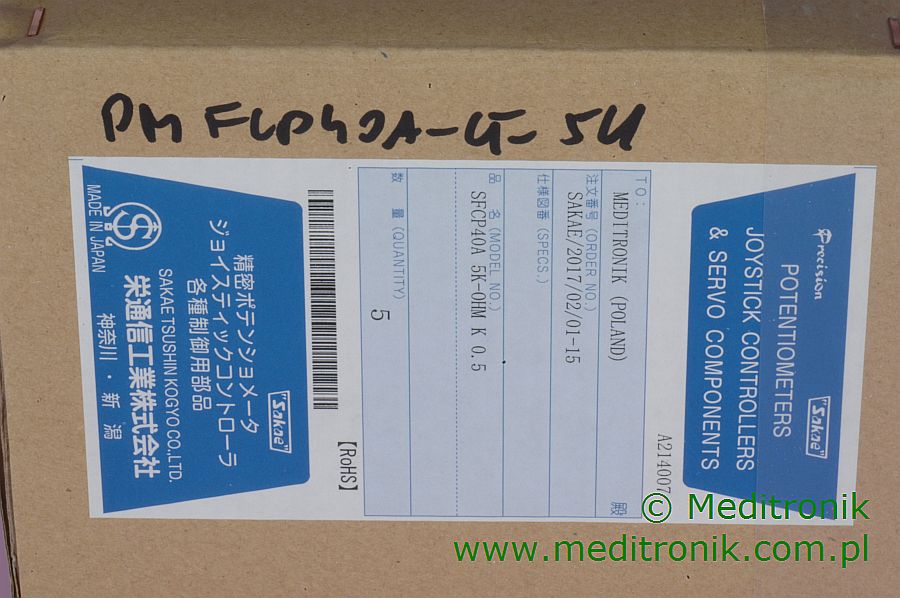 PM FCP40A-
Precision
Sakae
POTENTIOMETERS
JOYSTICK CONTROLLERS
& SERVO COMPONENTS
A214007
TO:
MEDITRONIK (POLAND)
殿
注文番号 (ORDER NO.)
SAKAE/2017/02/01-15
仕様図番 (SPECS.)
品 名 (MODEL NO.)
SFCP40A 5K-OHM K 0.5
数 量 (QUANTITY)
5
【RoHS】
Sakae
精密ポテンショメータ
ジョイスティックコントローラ
各種制御用部品
SAKAE TSUSHIN KOGYO CO.,LTD.
栄通信工業株式会社
神奈川・新潟
MADE IN JAPAN
© Meditronik
www.meditronik.com.pl